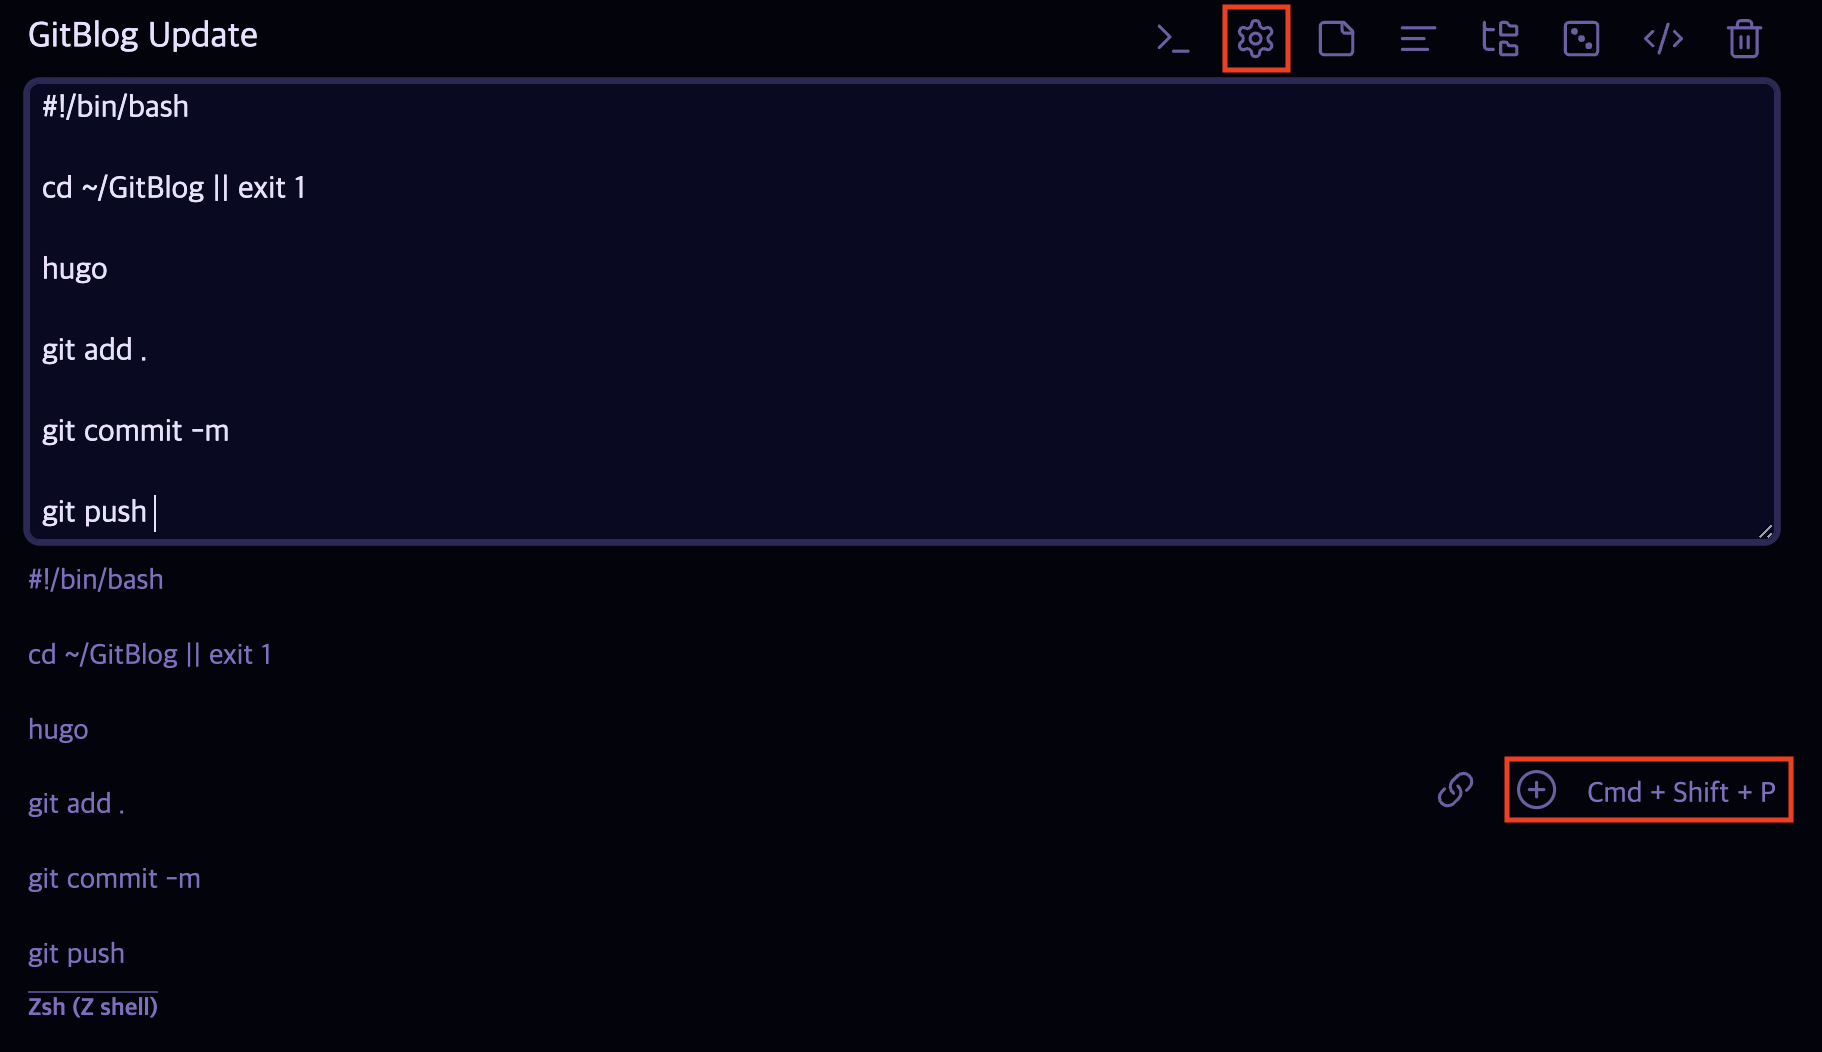 GitBlog Update
#!/bin/bash
cd ~/GitBlog || exit 1
hugo
git add .
git commit -m
git push
#!/bin/bash
cd ~/GitBlog || exit 1
hugo
git add .
Cmd + Shift + P
git commit -m
git push
Zsh (Z shell)